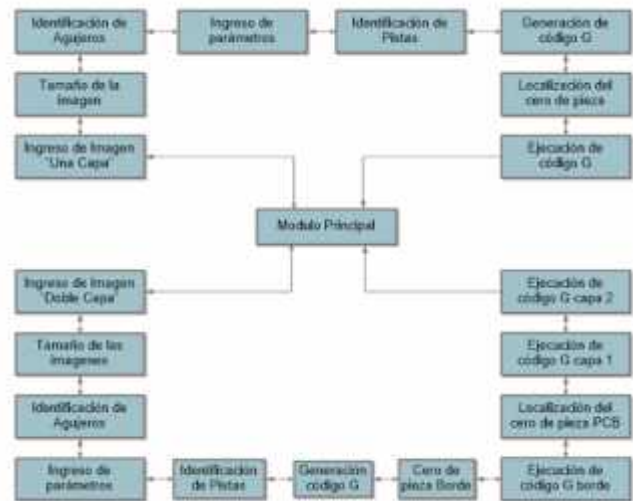 Identificación de
Agujeros
Ingreso de
parámetros
Identificación de
Pistas
Generación de
código G
Tamaño de la
Imagen
Localización del
cero de pieza
Ingreso de Imagen
"Una Capa"
Ejecución de
código G
Modulo Principal
Ingreso de Imagen
"Doble Capa"
Ejecución de
código G capa 2
Tamaño de las
imagenes
Ejecución de
código G capa 1
Identificación de
Agujeros
Localización del
cero de pieza PCB
Ingreso de
parámetros
Identificación
de Pistas
Generación
código G
Cero de
pieza Borde
Ejecución de
código G borde